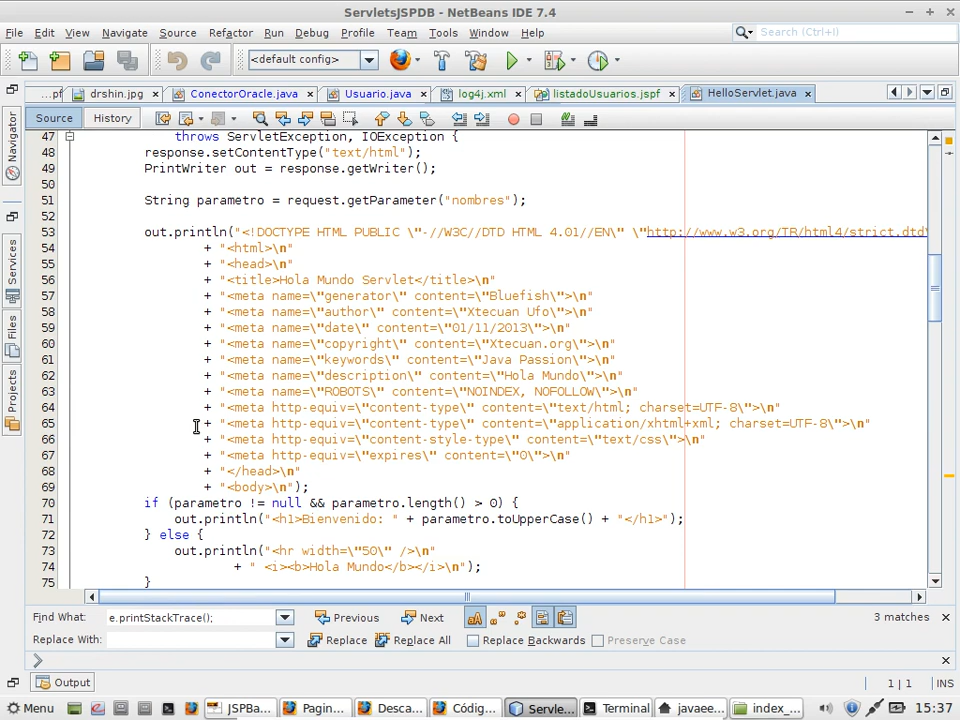 ServletsJSPDB - NetBeans IDE 7.4
File Edit View Navigate Source Refactor Run Debug Profile Team Tools Window Help
Search (Ctrl+I)
<default config>
...pf drshin.jpg ConectorOracle.java Usuario.java log4j.xml listadoUsuarios.jspf HelloServlet.java
Source History
Navigator
Services
Files
Projects
47 throws ServletException, IOException {
48 response.setContentType("text/html");
49 PrintWriter out = response.getWriter();
50
51 String parametro = request.getParameter("nombres");
52
53 out.println("<!DOCTYPE HTML PUBLIC \"-//W3C//DTD HTML 4.01//EN\" \"http://www.w3.org/TR/html4/strict.dtd\
54 + "<html>\n"
55 + "<head>\n"
56 + "<title>Hola Mundo Servlet</title>\n"
57 + "<meta name=\"generator\" content=\"Bluefish\">\n"
58 + "<meta name=\"author\" content=\"Xtecuan Ufo\">\n"
59 + "<meta name=\"date\" content=\"01/11/2013\">\n"
60 + "<meta name=\"copyright\" content=\"Xtecuan.org\">\n"
61 + "<meta name=\"keywords\" content=\"Java Passion\">\n"
62 + "<meta name=\"description\" content=\"Hola Mundo\">\n"
63 + "<meta name=\"ROBOTS\" content=\"NOINDEX, NOFOLLOW\">\n"
64 + "<meta http-equiv=\"content-type\" content=\"text/html; charset=UTF-8\">\n"
65 + "<meta http-equiv=\"content-type\" content=\"application/xhtml+xml; charset=UTF-8\">\n"
66 + "<meta http-equiv=\"content-style-type\" content=\"text/css\">\n"
67 + "<meta http-equiv=\"expires\" content=\"0\">\n"
68 + "</head>\n"
69 + "<body>\n");
70 if (parametro != null && parametro.length() > 0) {
71 out.println("<h1>Bienvenido: " + parametro.toUpperCase() + "</h1>");
72 } else {
73 out.println("<hr width=\"50\" />\n"
74 + " <i><b>Hola Mundo</b></i>\n");
75 }
Find What: e.printStackTrace(); Previous Next 3 matches
Replace With: Replace Replace All Replace Backwards Preserve Case
Output
1 | 1 INS
Menu JSPBa... Pagin... Desca... Códig... Servle... Terminal javaee... index_... 15:37